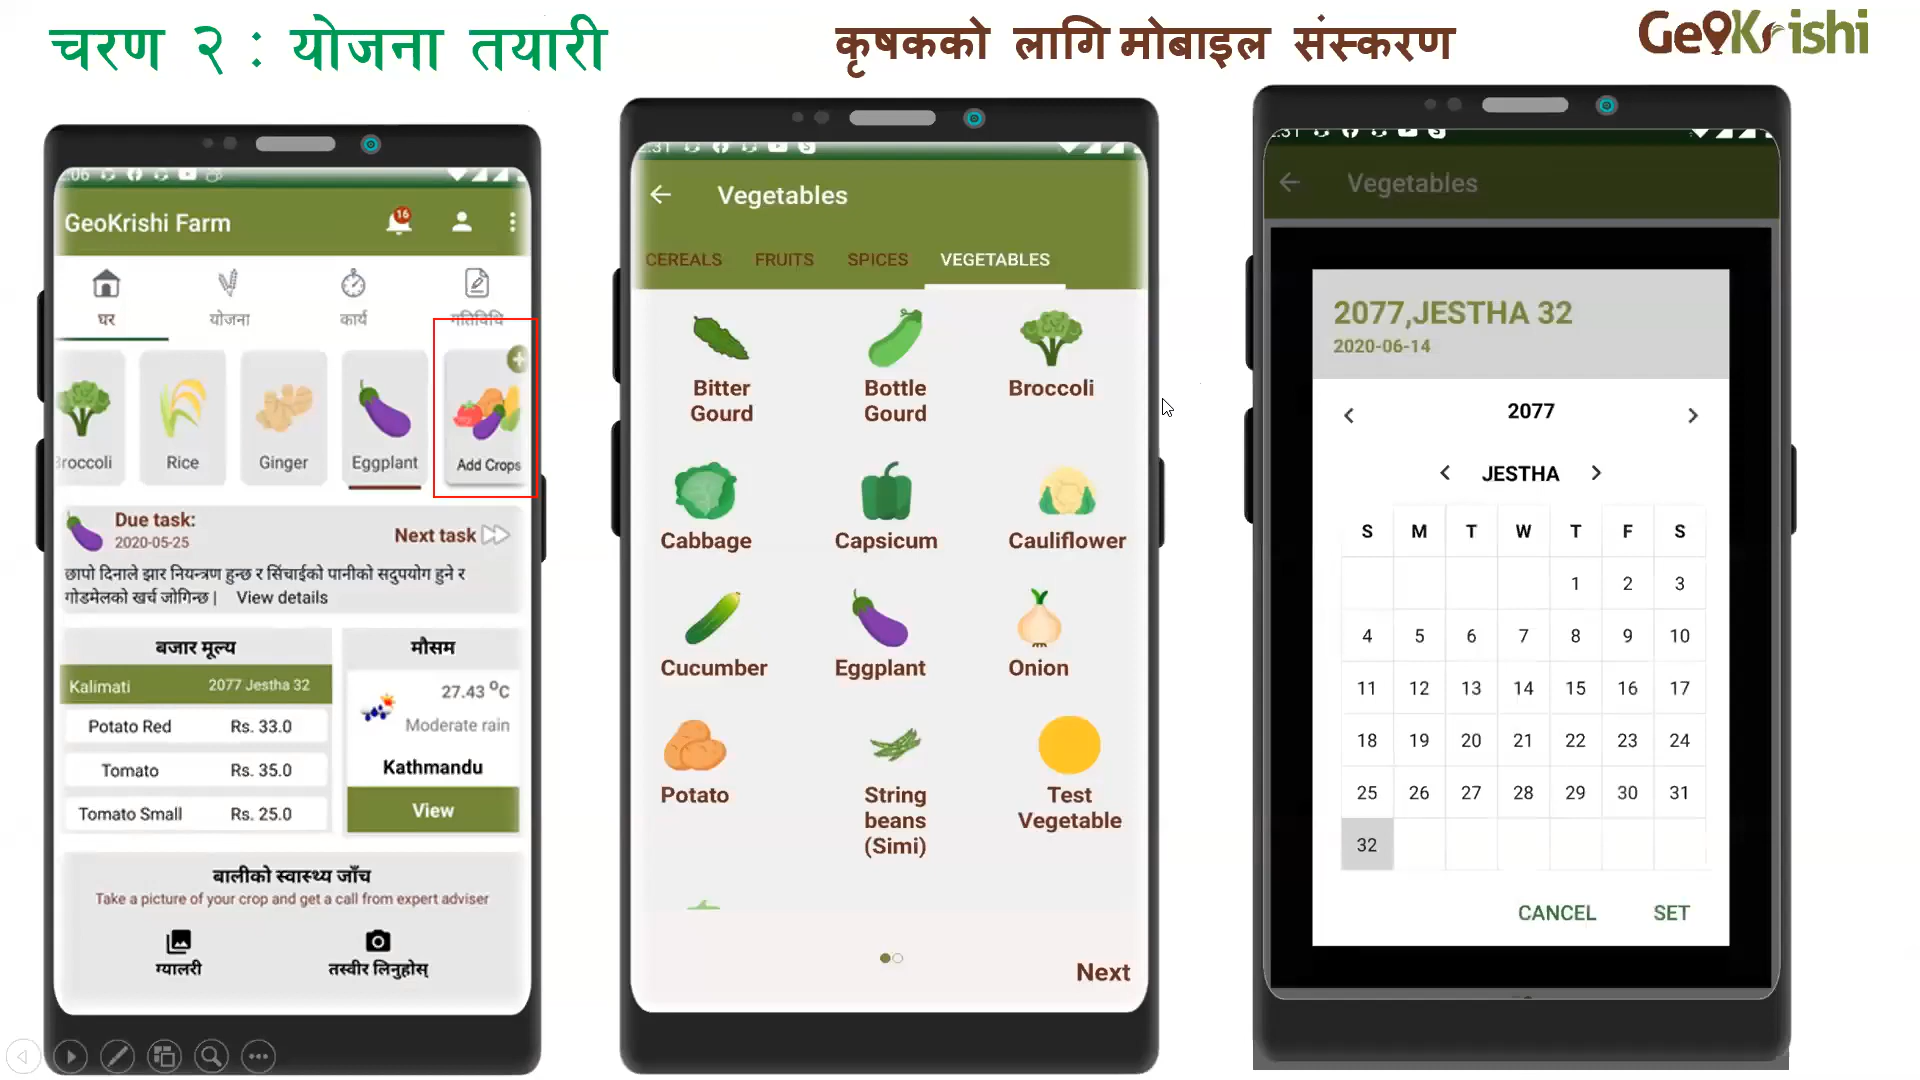 चरण २ : योजना तयारी
कृषकको लागि मोबाइल संस्करण
GeoKrishi
GeoKrishi Farm
16
घर
योजना
कार्य
गतिविधि
Rice
Ginger
Eggplant
Add Crops
Due task:
2020-05-25
Next task
छापो दिनाले झार नियन्त्रण हुन्छ र सिंचाईको पानीको सदुपयोग हुने र
गोडमेलको खर्च जोगिन्छ | View details
बजार मूल्य
Kalimati 2077 Jestha 32
Potato Red Rs. 33.0
Tomato Rs. 35.0
Tomato Small Rs. 25.0
मौसम
27.43 ⁰C
Moderate rain
Kathmandu
View
बालीको स्वास्थ्य जाँच
Take a picture of your crop and get a call from expert adviser
ग्यालरी
तस्वीर लिनुहोस्
Vegetables
CEREALS FRUITS SPICES VEGETABLES
Bitter
Gourd
Bottle
Gourd
Broccoli
Cabbage
Capsicum
Cauliflower
Cucumber
Eggplant
Onion
Potato
String
beans
(Simi)
Test
Vegetable
Next
Vegetables
2077,JESTHA 32
2020-06-14
2077
JESTHA
S M T W T F S
1 2 3
4 5 6 7 8 9 10
11 12 13 14 15 16 17
18 19 20 21 22 23 24
25 26 27 28 29 30 31
32
CANCEL SET